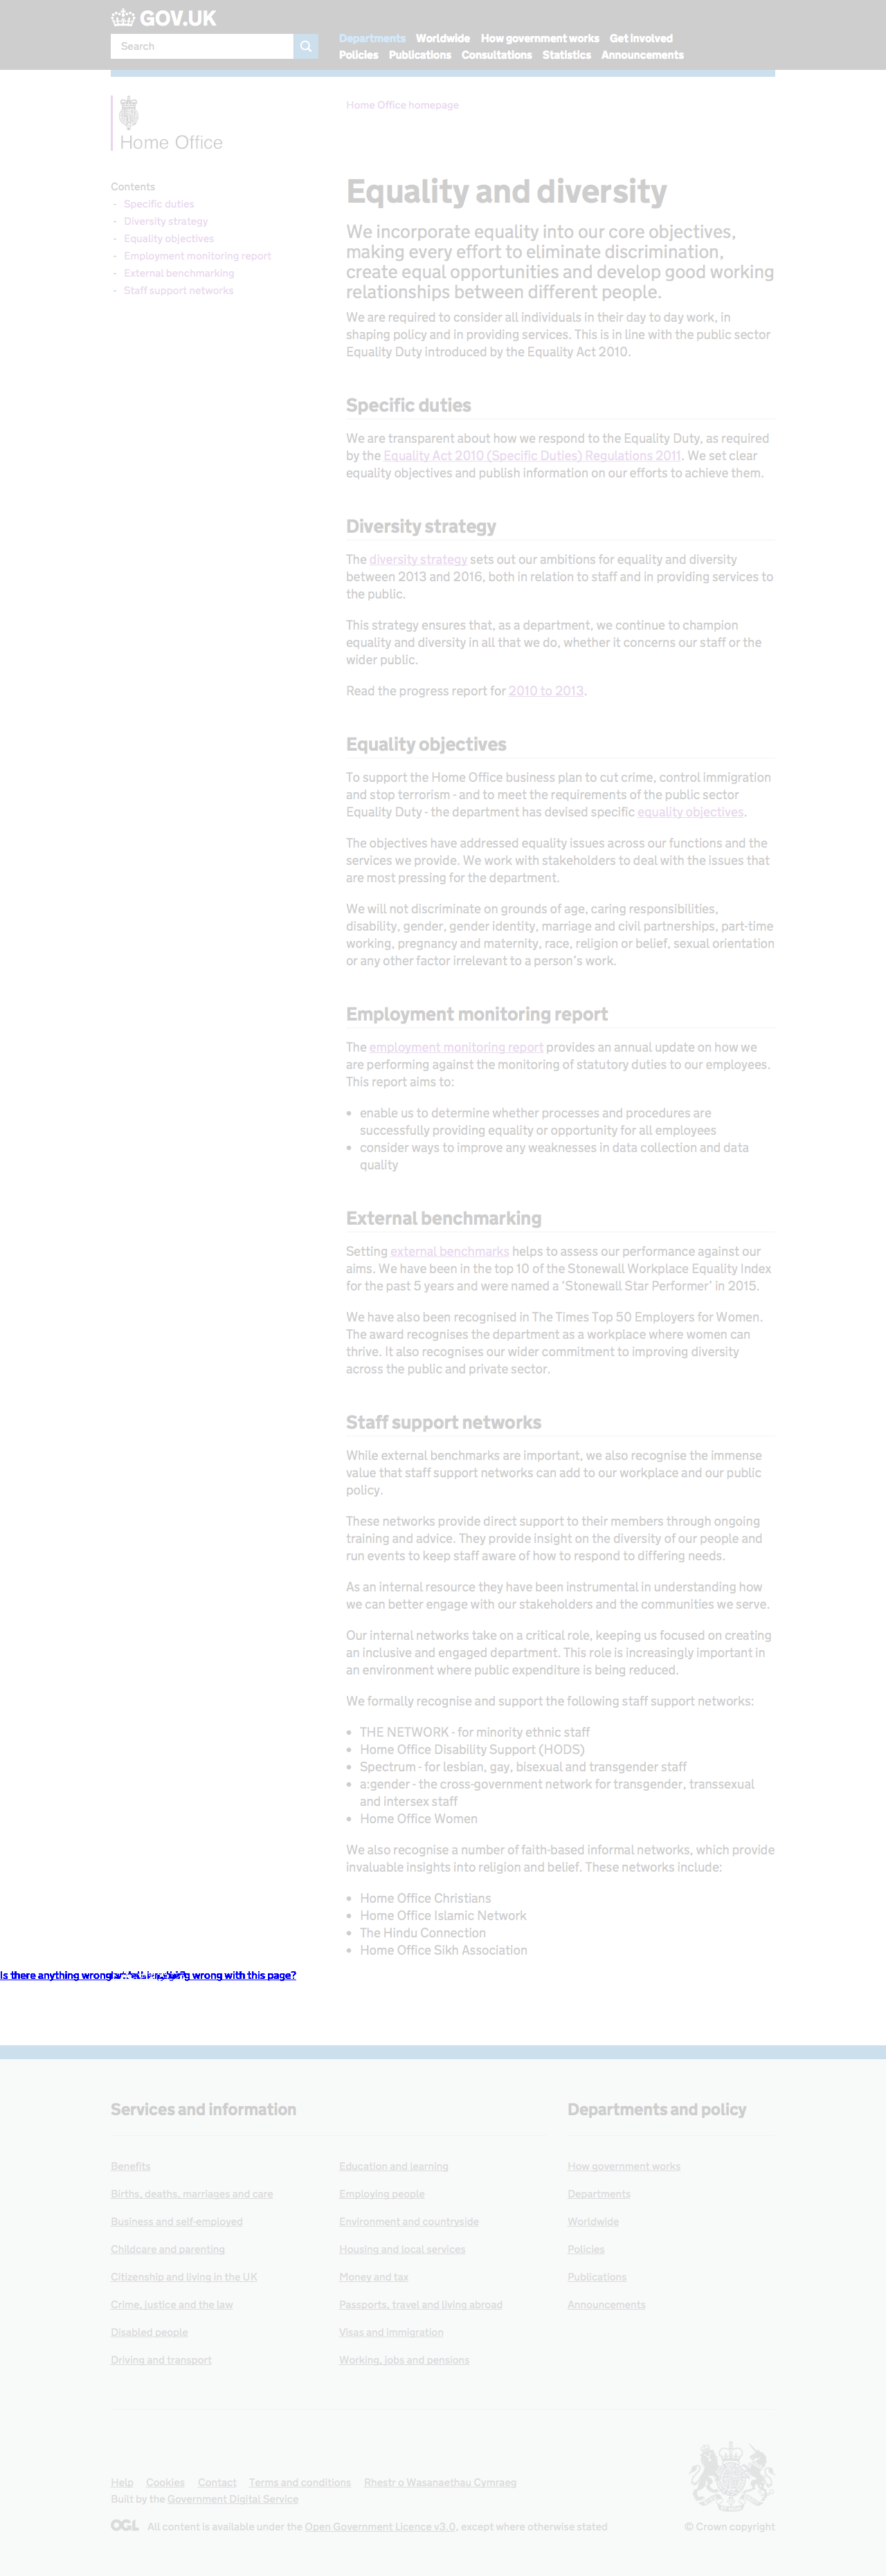 GOV.UK
Search
Departments Worldwide How government works Get involved
Policies Publications Consultations Statistics Announcements
Home Office
Home Office homepage
Contents
- Specific duties
- Diversity strategy
- Equality objectives
- Employment monitoring report
- External benchmarking
- Staff support networks
Equality and diversity
We incorporate equality into our core objectives,
making every effort to eliminate discrimination,
create equal opportunities and develop good working
relationships between different people.
We are required to consider all individuals in their day to day work, in
shaping policy and in providing services. This is in line with the public sector
Equality Duty introduced by the Equality Act 2010.
Specific duties
We are transparent about how we respond to the Equality Duty, as required
by the Equality Act 2010 (Specific Duties) Regulations 2011. We set clear
equality objectives and publish information on our efforts to achieve them.
Diversity strategy
The diversity strategy sets out our ambitions for equality and diversity
between 2013 and 2016, both in relation to staff and in providing services to
the public.
This strategy ensures that, as a department, we continue to champion
equality and diversity in all that we do, whether it concerns our staff or the
wider public.
Read the progress report for 2010 to 2013.
Equality objectives
To support the Home Office business plan to cut crime, control immigration
and stop terrorism - and to meet the requirements of the public sector
Equality Duty - the department has devised specific equality objectives.
The objectives have addressed equality issues across our functions and the
services we provide. We work with stakeholders to deal with the issues that
are most pressing for the department.
We will not discriminate on grounds of age, caring responsibilities,
disability, gender, gender identity, marriage and civil partnerships, part-time
working, pregnancy and maternity, race, religion or belief, sexual orientation
or any other factor irrelevant to a person's work.
Employment monitoring report
The employment monitoring report provides an annual update on how we
are performing against the monitoring of statutory duties to our employees.
This report aims to:
• enable us to determine whether processes and procedures are
successfully providing equality or opportunity for all employees
• consider ways to improve any weaknesses in data collection and data
quality
External benchmarking
Setting external benchmarks helps to assess our performance against our
aims. We have been in the top 10 of the Stonewall Workplace Equality Index
for the past 5 years and were named a ‘Stonewall Star Performer’ in 2015.
We have also been recognised in The Times Top 50 Employers for Women.
The award recognises the department as a workplace where women can
thrive. It also recognises our wider commitment to improving diversity
across the public and private sector.
Staff support networks
While external benchmarks are important, we also recognise the immense
value that staff support networks can add to our workplace and our public
policy.
These networks provide direct support to their members through ongoing
training and advice. They provide insight on the diversity of our people and
run events to keep staff aware of how to respond to differing needs.
As an internal resource they have been instrumental in understanding how
we can better engage with our stakeholders and the communities we serve.
Our internal networks take on a critical role, keeping us focused on creating
an inclusive and engaged department. This role is increasingly important in
an environment where public expenditure is being reduced.
We formally recognise and support the following staff support networks:
• THE NETWORK - for minority ethnic staff
• Home Office Disability Support (HODS)
• Spectrum - for lesbian, gay, bisexual and transgender staff
• a:gender - the cross-government network for transgender, transsexual
and intersex staff
• Home Office Women
We also recognise a number of faith-based informal networks, which provide
invaluable insights into religion and belief. These networks include:
• Home Office Christians
• Home Office Islamic Network
• The Hindu Connection
• Home Office Sikh Association
Is there anything wrong wrong with this page?
Services and information
Departments and policy
Benefits Education and learning How government works
Births, deaths, marriages and care Employing people Departments
Business and self-employed Environment and countryside Worldwide
Childcare and parenting Housing and local services Policies
Citizenship and living in the UK Money and tax Publications
Crime, justice and the law Passports, travel and living abroad Announcements
Disabled people Visas and immigration
Driving and transport Working, jobs and pensions
Help Cookies Contact Terms and conditions Rhestr o Wasanaethau Cymraeg
Built by the Government Digital Service
OGL All content is available under the Open Government Licence v3.0, except where otherwise stated
© Crown copyright